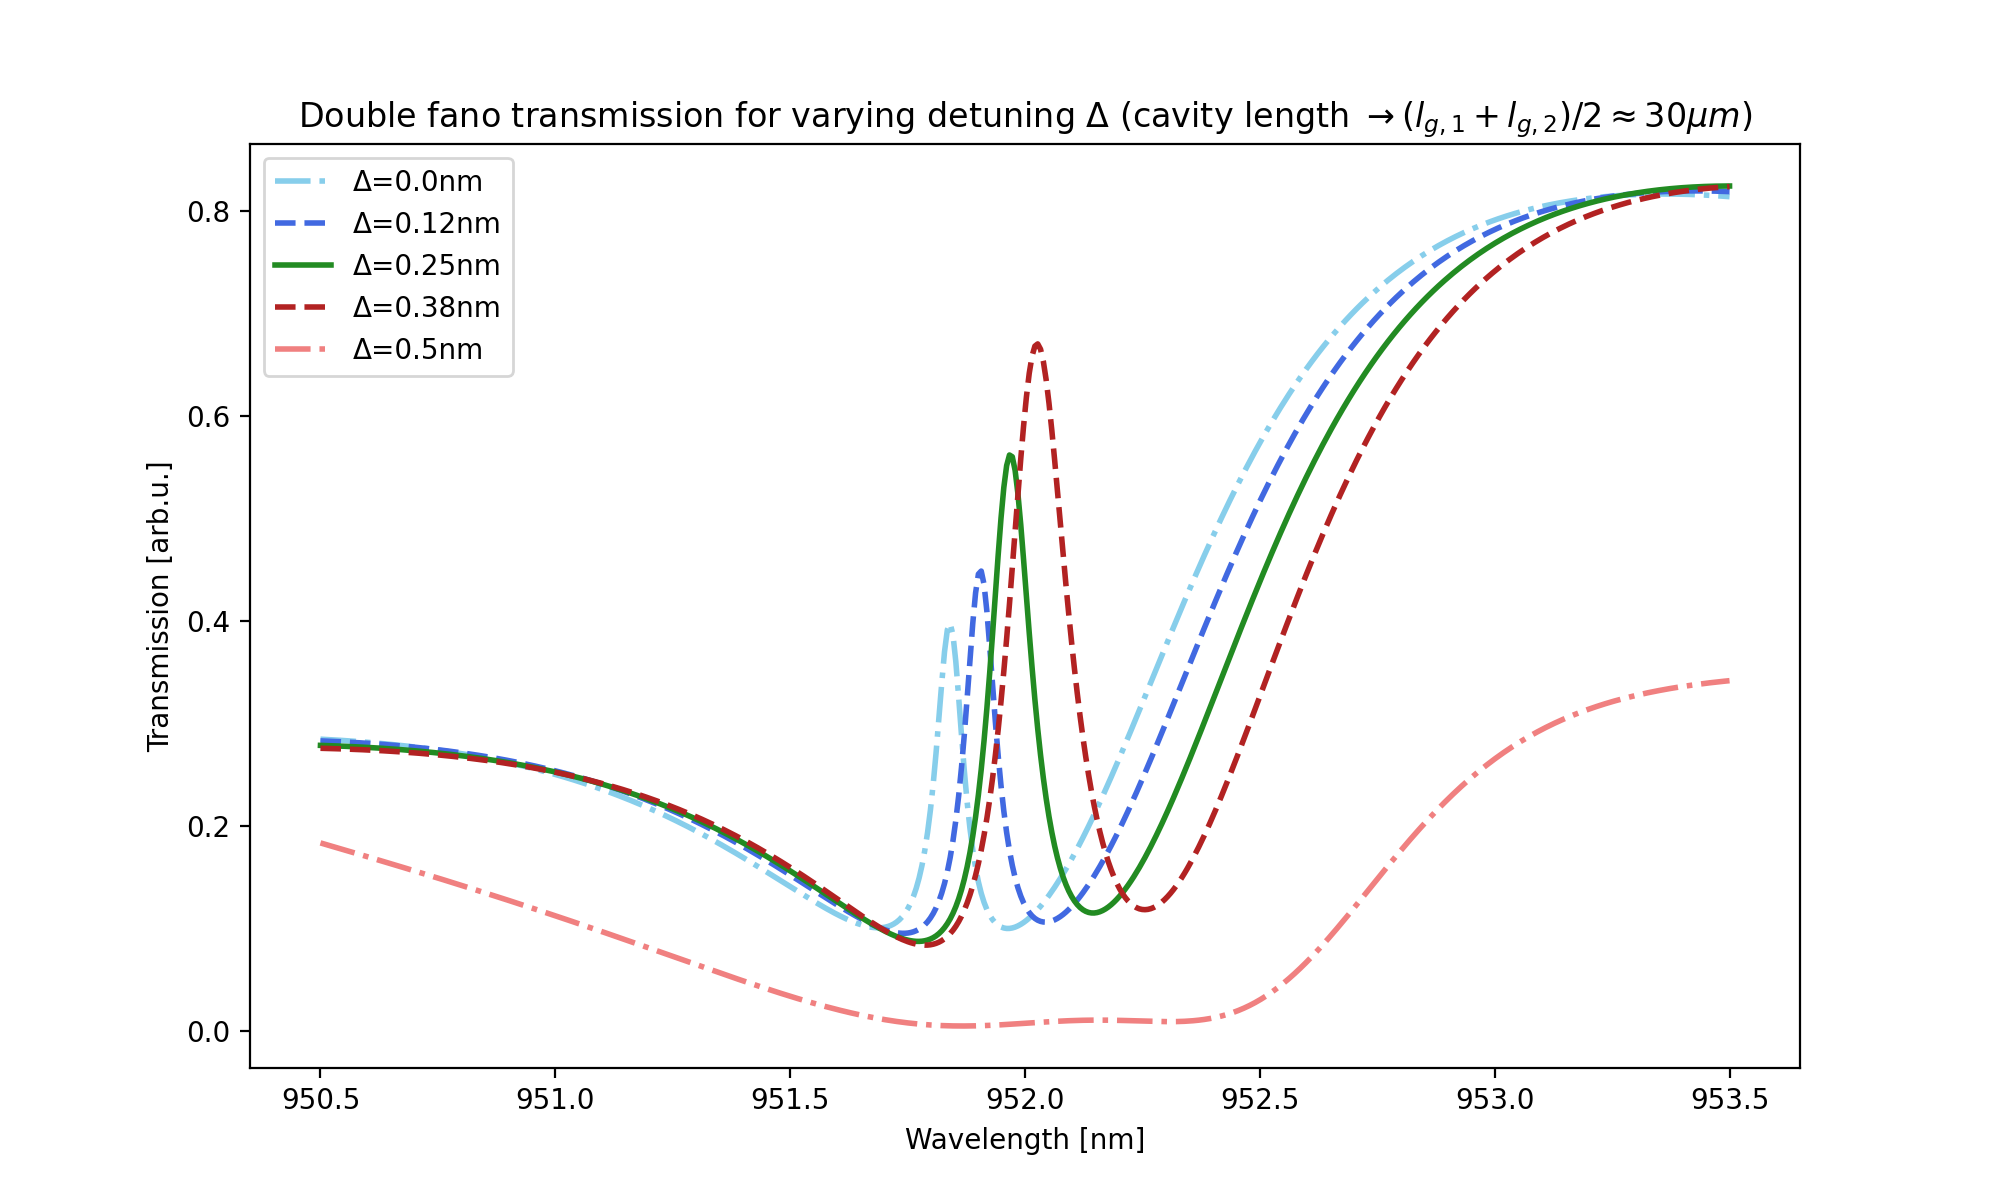 Double fano transmission for varying detuning Δ (cavity length →(l_{g,1} + l_{g,2})/2 ≈ 30μm)
Δ=0.0nm
Δ=0.12nm
Δ=0.25nm
Δ=0.38nm
Δ=0.5nm
0.8
0.6
0.4
0.2
0.0
Transmission [arb.u.]
950.5 951.0 951.5 952.0 952.5 953.0 953.5
Wavelength [nm]